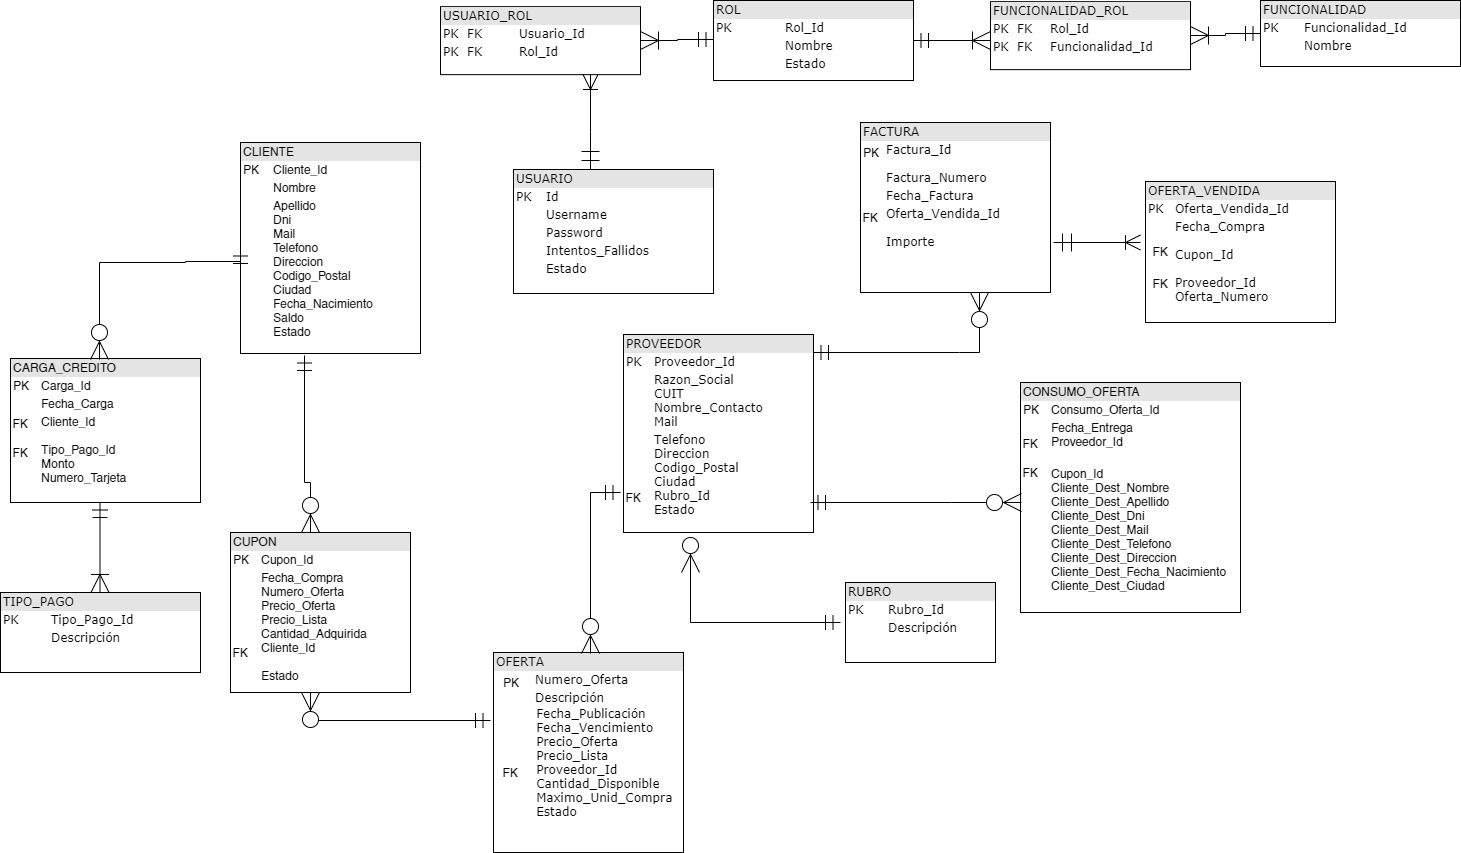 USUARIO_ROL
PK FK Usuario_Id
PK FK Rol_Id
ROL
PK Rol_Id
Nombre
Estado
FUNCIONALIDAD_ROL
PK FK Rol_Id
PK FK Funcionalidad_Id
FUNCIONALIDAD
PK Funcionalidad_Id
Nombre
CLIENTE
PK Cliente_Id
Nombre
Apellido
Dni
Mail
Telefono
Direccion
Codigo_Postal
Ciudad
Fecha_Nacimiento
Saldo
Estado
USUARIO
PK Id
Username
Password
Intentos_Fallidos
Estado
FACTURA
PK Factura_Id
Factura_Numero
Fecha_Factura
FK Oferta_Vendida_Id
Importe
OFERTA_VENDIDA
PK Oferta_Vendida_Id
Fecha_Compra
FK Cupon_Id
FK Proveedor_Id
Oferta_Numero
CARGA_CREDITO
PK Carga_Id
Fecha_Carga
FK Cliente_Id
FK Tipo_Pago_Id
Monto
Numero_Tarjeta
PROVEEDOR
PK Proveedor_Id
Razon_Social
CUIT
Nombre_Contacto
Mail
Telefono
Direccion
Codigo_Postal
Ciudad
FK Rubro_Id
Estado
CONSUMO_OFERTA
PK Consumo_Oferta_Id
Fecha_Entrega
FK Proveedor_Id
FK Cupon_Id
Cliente_Dest_Nombre
Cliente_Dest_Apellido
Cliente_Dest_Dni
Cliente_Dest_Mail
Cliente_Dest_Telefono
Cliente_Dest_Direccion
Cliente_Dest_Fecha_Nacimiento
Cliente_Dest_Ciudad
TIPO_PAGO
PK Tipo_Pago_Id
Descripción
CUPON
PK Cupon_Id
Fecha_Compra
Numero_Oferta
Precio_Oferta
Precio_Lista
Cantidad_Adquirida
FK Cliente_Id
Estado
RUBRO
PK Rubro_Id
Descripción
OFERTA
PK Numero_Oferta
Descripción
Fecha_Publicación
Fecha_Vencimiento
Precio_Oferta
Precio_Lista
FK Proveedor_Id
Cantidad_Disponible
Maximo_Unid_Compra
Estado